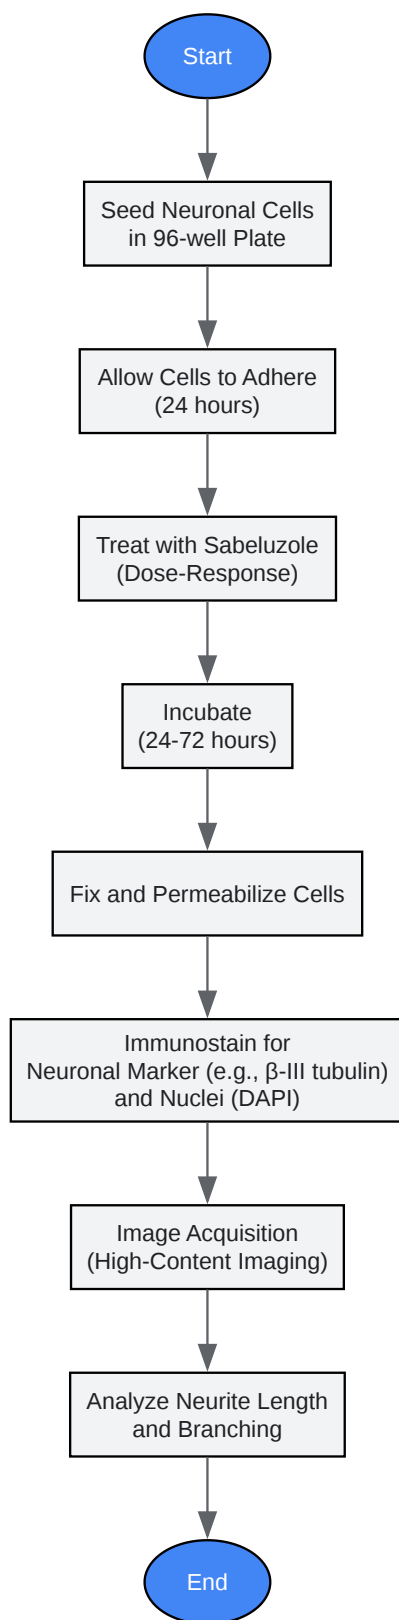 Start
Seed Neuronal Cells
in 96-well Plate
Allow Cells to Adhere
(24 hours)
Treat with Sabeluzole
(Dose-Response)
Incubate
(24-72 hours)
Fix and Permeabilize Cells
Immunostain for
Neuronal Marker (e.g., β-III tubulin)
and Nuclei (DAPI)
Image Acquisition
(High-Content Imaging)
Analyze Neurite Length
and Branching
End